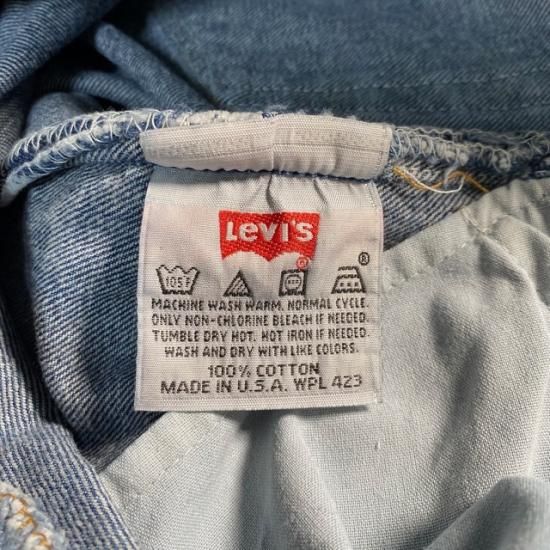 Levi's
®
105°F
®
MACHINE WASH WARM, NORMAL CYCLE.
ONLY NON-CHLORINE BLEACH IF NEEDED.
TUMBLE DRY HOT. HOT IRON IF NEEDED.
WASH AND DRY WITH LIKE COLORS.
100% COTTON
MADE IN U.S.A. WPL 423